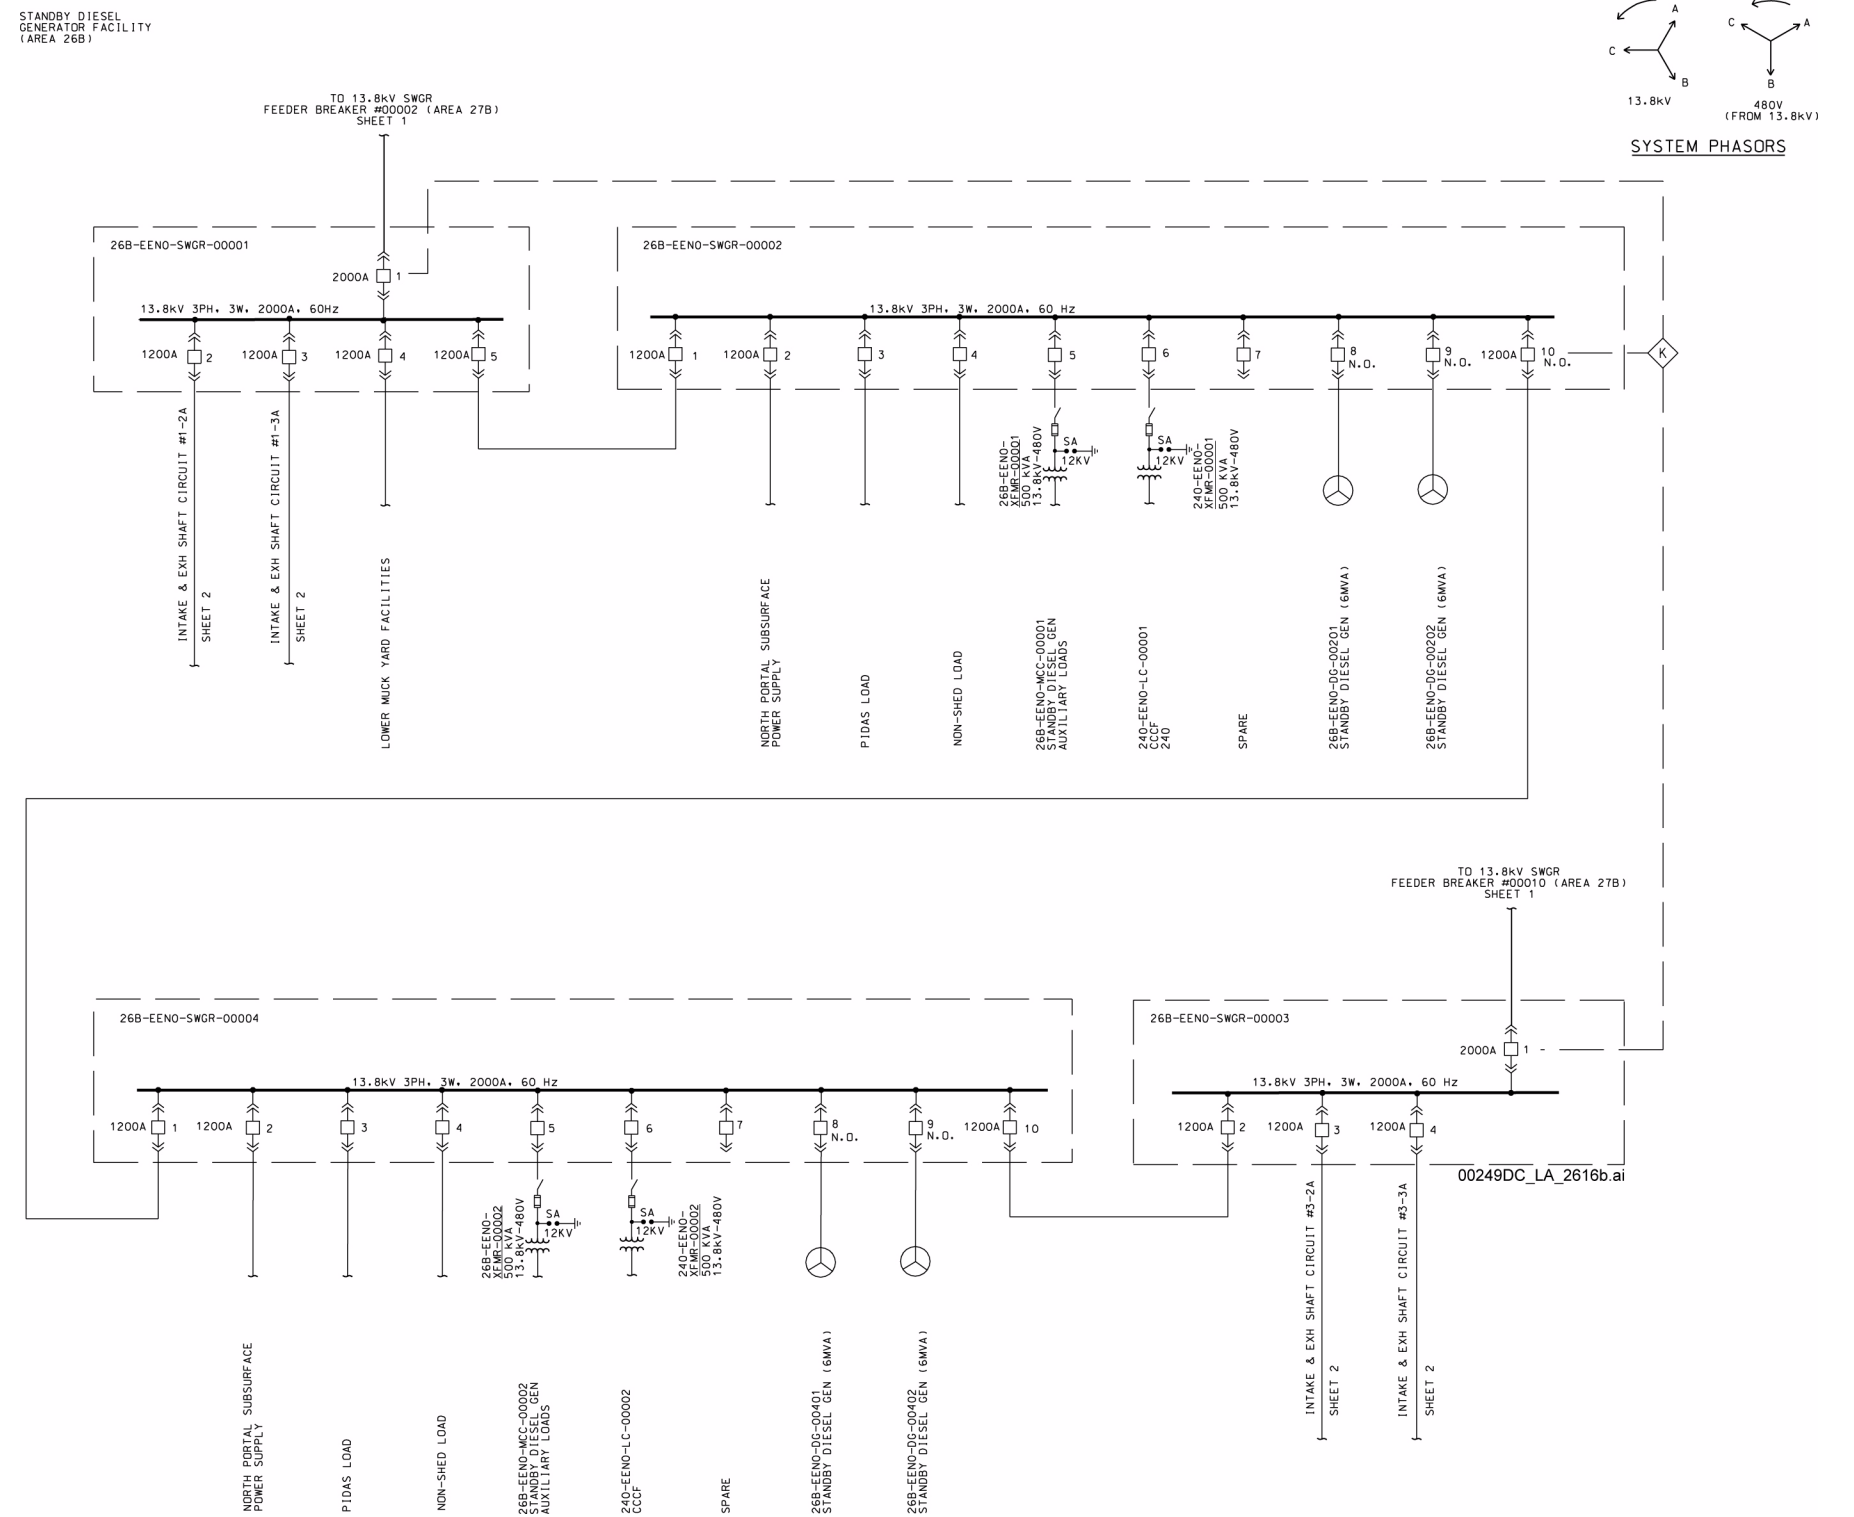 STANDBY DIESEL
GENERATOR FACILITY
(AREA 26B)
A
C
B
13.8kV
C
A
B
480V
(FROM 13.8kV)
SYSTEM PHASORS
TO 13.8kV SWGR
FEEDER BREAKER #00002 (AREA 27B)
SHEET 1
26B-EENO-SWGR-00001
2000A
1
13.8kV 3PH, 3W, 2000A, 60Hz
1200A
2
1200A
3
1200A
4
1200A
5
INTAKE & EXH SHAFT CIRCUIT #1-2A
SHEET 2
INTAKE & EXH SHAFT CIRCUIT #1-3A
SHEET 2
LOWER MUCK YARD FACILITIES
26B-EENO-SWGR-00002
13.8kV 3PH, 3W, 2000A, 60 Hz
1200A
1
1200A
2
3
4
5
6
7
8
N.O.
9
N.O.
1200A
10
N.O.
K
26B-EENO-
XFMR-00001
500 KVA
13.8kV-480V
SA
12KV
SA
12KV
240-EENO-
XFMR-00001
500 KVA
13.8kV-480V
NORTH PORTAL SUBSURFACE
POWER SUPPLY
PIDAS LOAD
NON-SHED LOAD
26B-EENO-MCC-00001
STANDBY DIESEL GEN
AUXILIARY LOADS
240-EENO-LC-00001
CCCF
240
SPARE
26B-EENO-DG-00201
STANDBY DIESEL GEN (6MVA)
26B-EENO-DG-00202
STANDBY DIESEL GEN (6MVA)
TO 13.8kV SWGR
FEEDER BREAKER #00010 (AREA 27B)
SHEET 1
26B-EENO-SWGR-00004
13.8kV 3PH, 3W, 2000A, 60 Hz
1200A
1
1200A
2
3
4
5
6
7
8
N.O.
9
N.O.
1200A
10
26B-EENO-
XFMR-00002
500 KVA
13.8kV-480V
SA
12KV
SA
12KV
240-EENO-
XFMR-00002
500 KVA
13.8kV-480V
NORTH PORTAL SUBSURFACE
POWER SUPPLY
PIDAS LOAD
NON-SHED LOAD
26B-EENO-MCC-00002
STANDBY DIESEL GEN
AUXILIARY LOADS
240-EENO-LC-00002
CCCF
SPARE
26B-EENO-DG-00401
STANDBY DIESEL GEN (6MVA)
26B-EENO-DG-00402
STANDBY DIESEL GEN (6MVA)
26B-EENO-SWGR-00003
2000A
1
13.8kV 3PH, 3W, 2000A, 60 Hz
1200A
2
1200A
3
1200A
4
00249DC_LA_2616b.ai
INTAKE & EXH SHAFT CIRCUIT #3-2A
SHEET 2
INTAKE & EXH SHAFT CIRCUIT #3-3A
SHEET 2